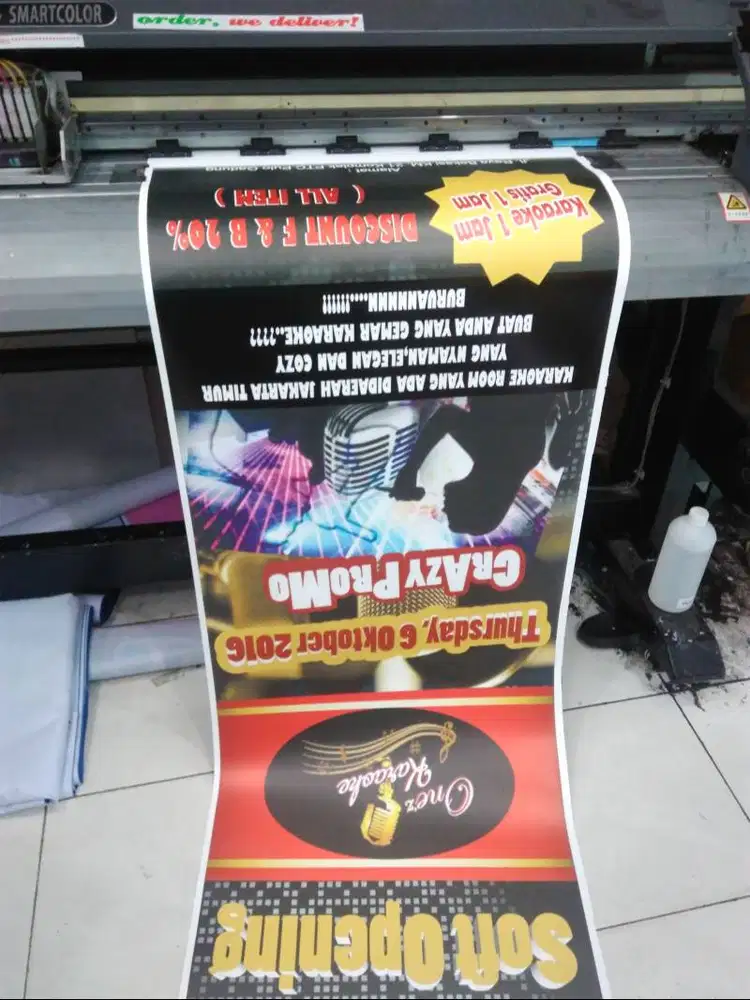 SMARTCOLOR
order, we deliver!
Soft Opening
One'z
Karaoke
Thursday, 6 Oktober 2016
CRAZY PROMO
KARAOKE ROOM YANG ADA DIDAERAH JAKARTA TIMUR
YANG NYAMAN,ELEGAN DAN COZY
BUAT ANDA YANG GEMAR KARAOKE..????
BURUANNNNN.....!!!!!!
Karaoke 1 Jam
Gratis 1 Jam
DISCOUNT F & B 20%
( ALL ITEM )
Alamat :